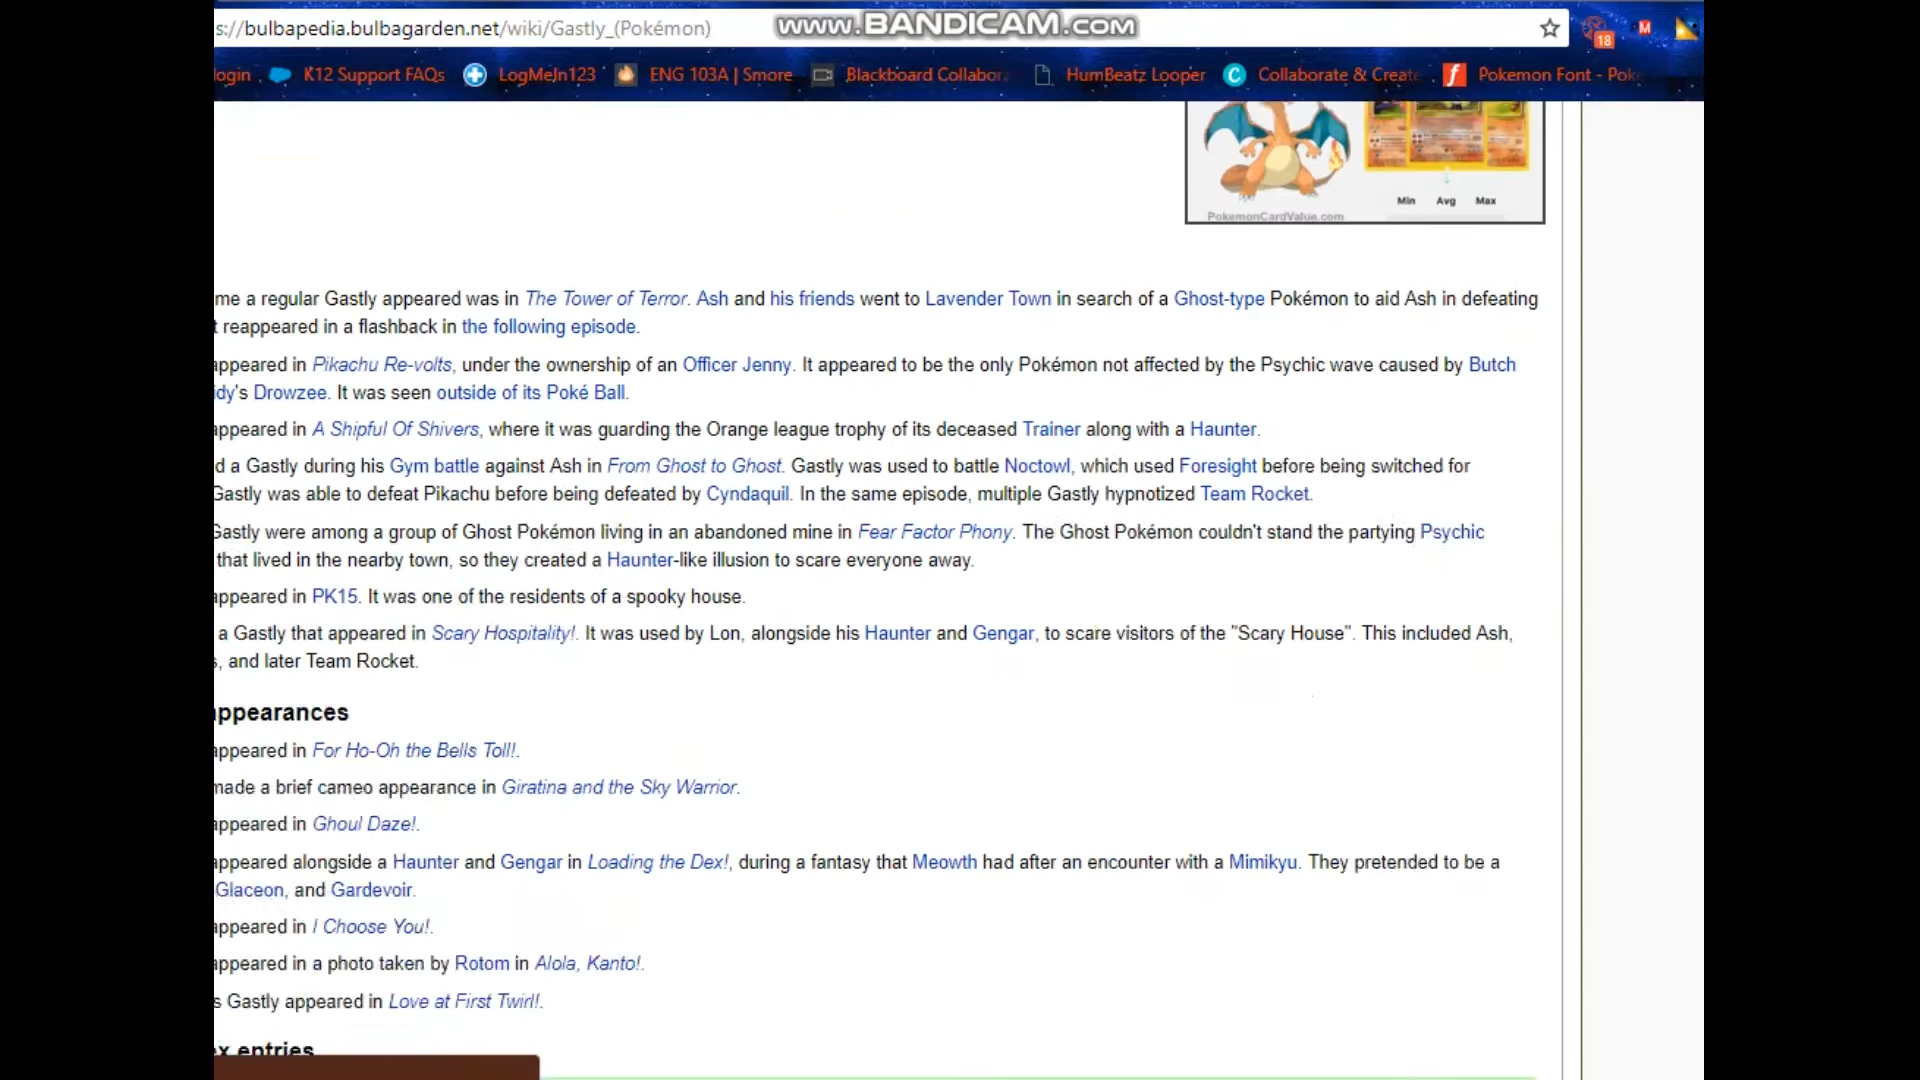 s://bulbapedia.bulbagarden.net/wiki/Gastly_(Pokémon)
www.BANDICAM.com
18
M
login
K12 Support FAQs
LogMeIn123
ENG 103A | Smore
Blackboard Collabora
HumBeatz Looper
Collaborate & Create
Pokemon Font - Pok
Min Avg Max
PokemonCardValue.com
me a regular Gastly appeared was in The Tower of Terror. Ash and his friends went to Lavender Town in search of a Ghost-type Pokémon to aid Ash in defeating
t reappeared in a flashback in the following episode.
appeared in Pikachu Re-volts, under the ownership of an Officer Jenny. It appeared to be the only Pokémon not affected by the Psychic wave caused by Butch
idy's Drowzee. It was seen outside of its Poké Ball.
appeared in A Shipful Of Shivers, where it was guarding the Orange league trophy of its deceased Trainer along with a Haunter.
d a Gastly during his Gym battle against Ash in From Ghost to Ghost. Gastly was used to battle Noctowl, which used Foresight before being switched for
Gastly was able to defeat Pikachu before being defeated by Cyndaquil. In the same episode, multiple Gastly hypnotized Team Rocket.
Gastly were among a group of Ghost Pokémon living in an abandoned mine in Fear Factor Phony. The Ghost Pokémon couldn't stand the partying Psychic
that lived in the nearby town, so they created a Haunter-like illusion to scare everyone away.
appeared in PK15. It was one of the residents of a spooky house.
a Gastly that appeared in Scary Hospitality!. It was used by Lon, alongside his Haunter and Gengar, to scare visitors of the "Scary House". This included Ash,
s, and later Team Rocket.
appearances
appeared in For Ho-Oh the Bells Toll!.
made a brief cameo appearance in Giratina and the Sky Warrior.
appeared in Ghoul Daze!.
appeared alongside a Haunter and Gengar in Loading the Dex!, during a fantasy that Meowth had after an encounter with a Mimikyu. They pretended to be a
Glaceon, and Gardevoir.
appeared in I Choose You!.
appeared in a photo taken by Rotom in Alola, Kanto!.
s Gastly appeared in Love at First Twirl!.
x entries